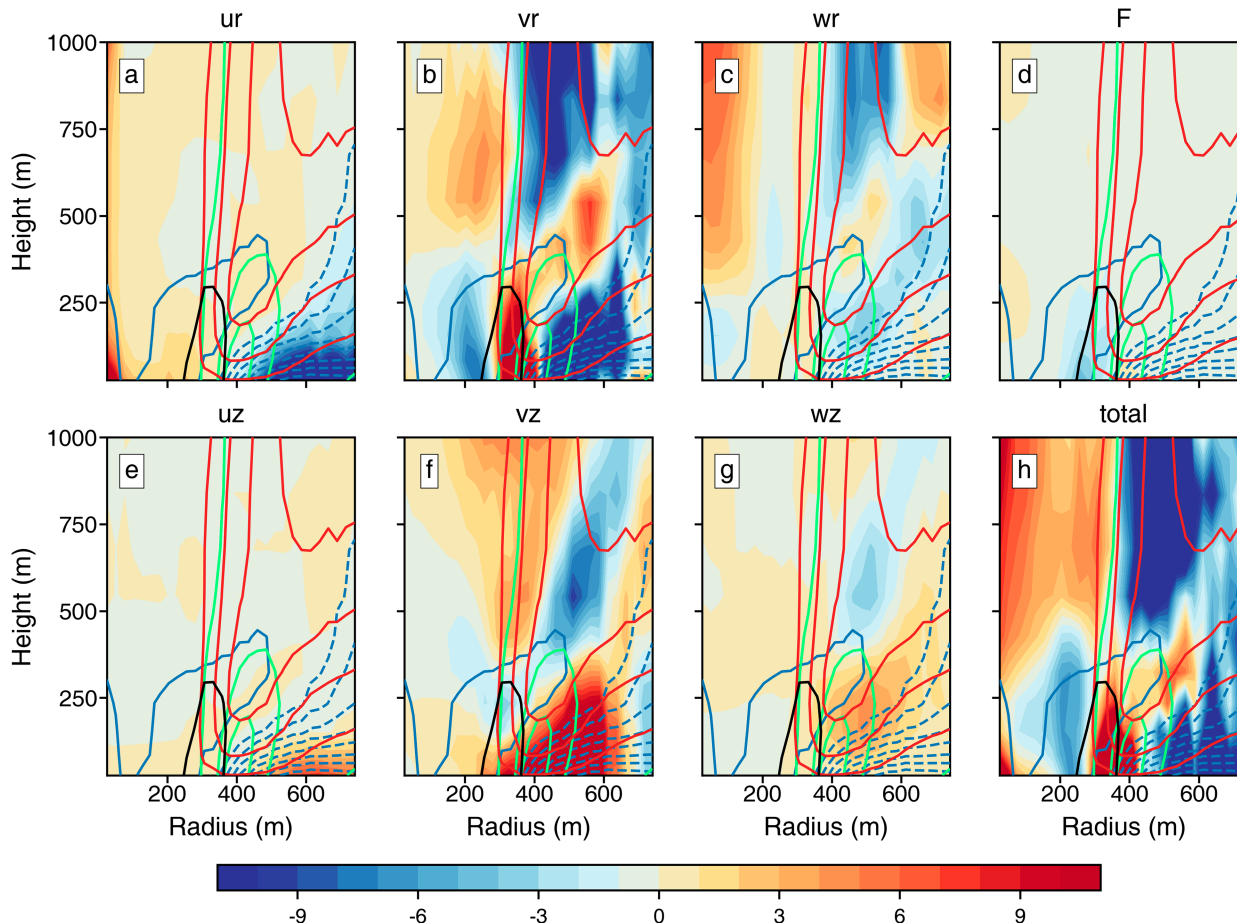 ur vr wr F
1000 a b c d
750
Height (m)
500
250
uz vz wz total
1000 e f g h
750
Height (m)
500
250
200 400 600 200 400 600 200 400 600 200 400 600
Radius (m) Radius (m) Radius (m) Radius (m)
-9 -6 -3 0 3 6 9